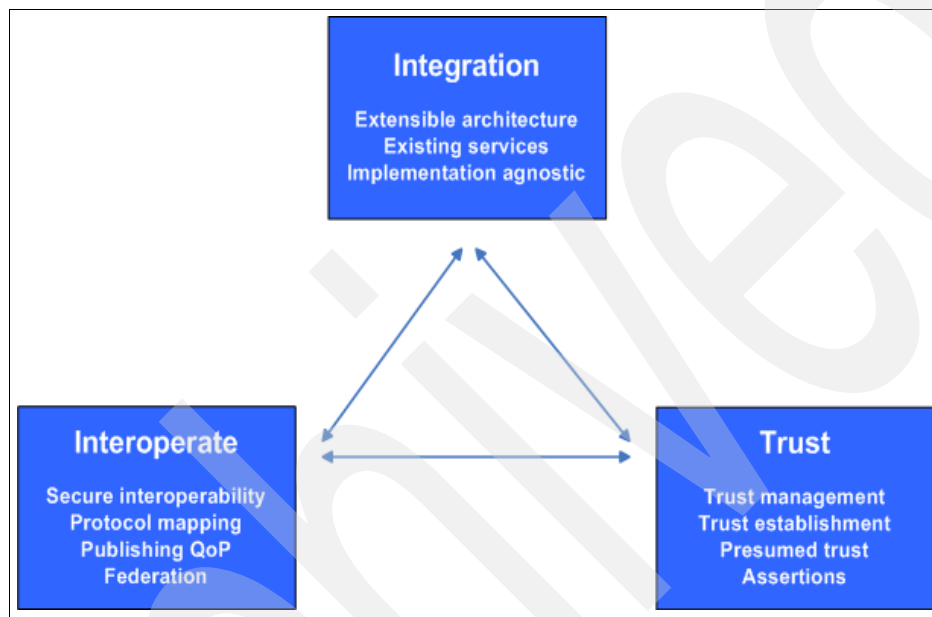 Integration
Extensible architecture
Existing services
Implementation agnostic
Interoperate
Secure interoperability
Protocol mapping
Publishing QoP
Federation
Trust
Trust management
Trust establishment
Presumed trust
Assertions